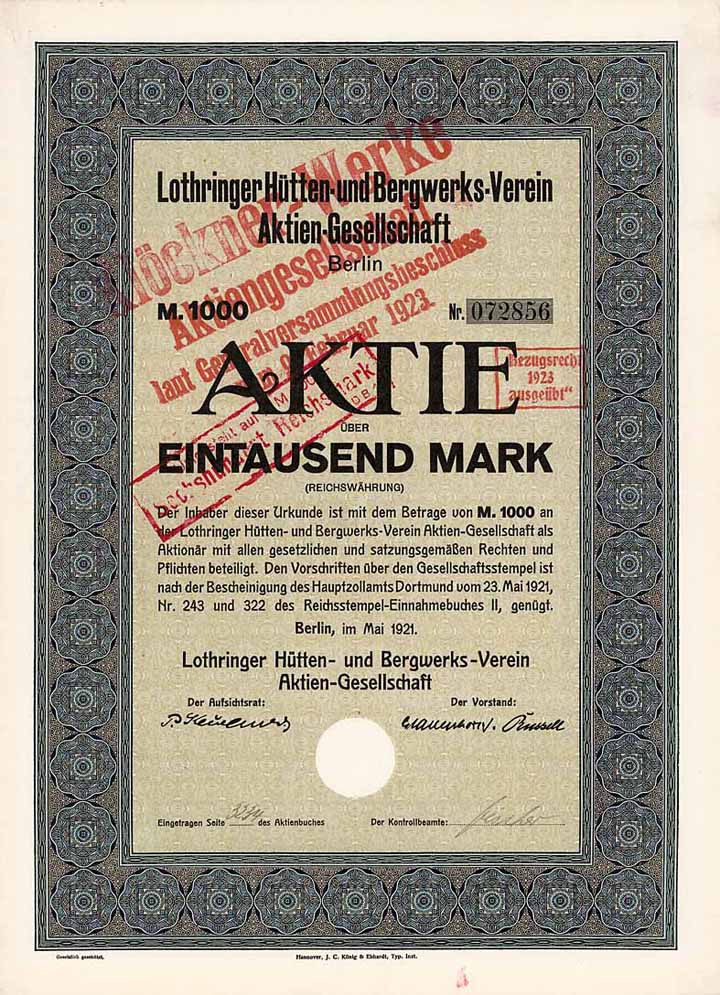 Lothringer Hütten- und Bergwerks-Verein
Aktien-Gesellschaft
Berlin
Klöckner-Werke
Aktiengesellschaft
laut Generalversammlungsbeschluss
Februar 1923.
M. 1000
Nr. 072856
AKTIE
Bezugsrecht
1923
ausgeübt"
ÜBER
EINTAUSEND MARK
(REICHSWÄHRUNG)
Sechshundert Reichsmark
Der Inhaber dieser Urkunde ist mit dem Betrage von M. 1000 an
der Lothringer Hütten- und Bergwerks-Verein Aktien-Gesellschaft als
Aktionär mit allen gesetzlichen und satzungsgemäßen Rechten und
Pflichten beteiligt. Den Vorschriften über den Gesellschaftsstempel ist
nach der Bescheinigung des Hauptzollamts Dortmund vom 23. Mai 1921,
Nr. 243 und 322 des Reichsstempel-Einnahmebuches II, genügt.
Berlin, im Mai 1921.
Lothringer Hütten- und Bergwerks-Verein
Aktien-Gesellschaft
Der Aufsichtsrat:
Der Vorstand:
Eingetragen Seite des Aktienbuches
Der Kontrollbeamte:
Gesetzlich geschützt.
Hannover, J. C. König & Ebhardt, Typ. Inst.